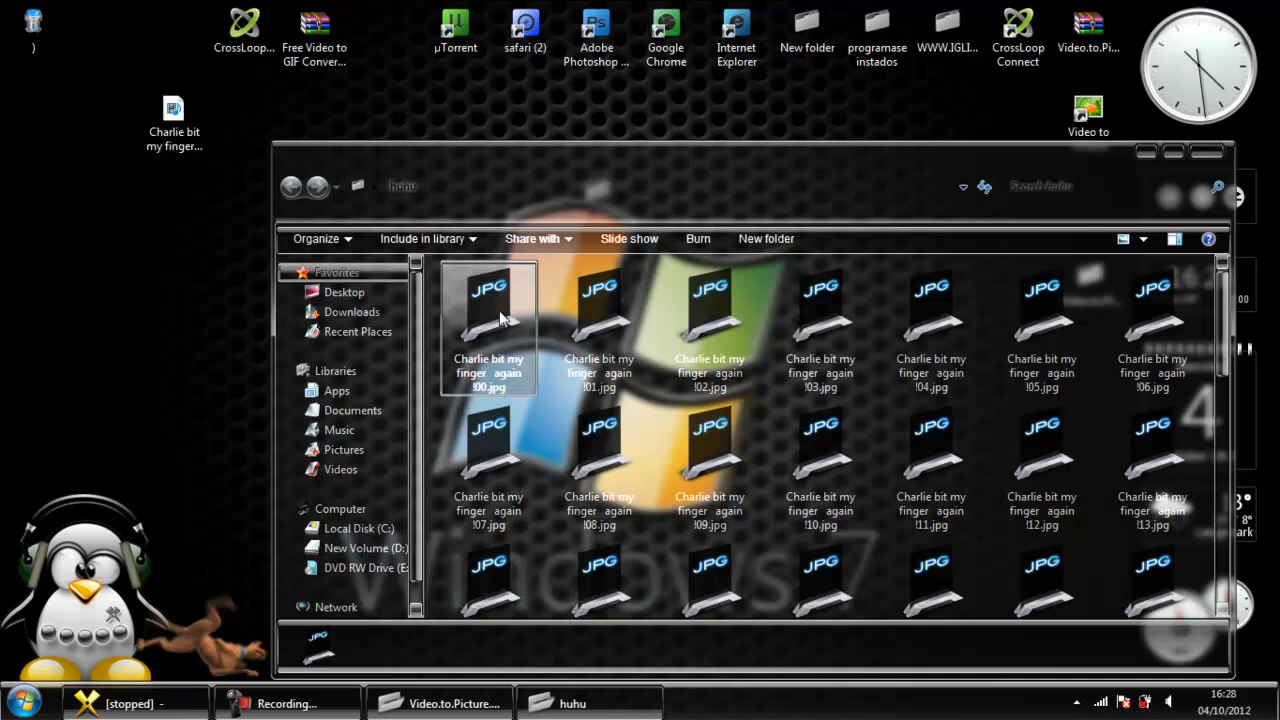 )
CrossLoop...
Free Video to
GIF Conver...
µTorrent
safari (2)
Adobe
Photoshop ...
Google
Chrome
Internet
Explorer
New folder
programase
instados
WWW.IGLI...
CrossLoop
Connect
Video.to.Pi...
Charlie bit
my finger...
Video to
huhu
Search huhu
Organize
Include in library
Share with
Slide show
Burn
New folder
Favorites
Desktop
Downloads
Recent Places
Libraries
Apps
Documents
Music
Pictures
Videos
Computer
Local Disk (C:)
New Volume (D:)
DVD RW Drive (E:
Network
JPG
Charlie bit my
finger again
!00.jpg
JPG
Charlie bit my
finger again
!01.jpg
JPG
Charlie bit my
finger again
!02.jpg
JPG
Charlie bit my
finger again
!03.jpg
JPG
Charlie bit my
finger again
!04.jpg
JPG
Charlie bit my
finger again
!05.jpg
JPG
Charlie bit my
finger again
!06.jpg
JPG
Charlie bit my
finger again
!07.jpg
JPG
Charlie bit my
finger again
!08.jpg
JPG
Charlie bit my
finger again
!09.jpg
JPG
Charlie bit my
finger again
!10.jpg
JPG
Charlie bit my
finger again
!11.jpg
JPG
Charlie bit my
finger again
!12.jpg
JPG
Charlie bit my
finger again
!13.jpg
JPG
JPG
JPG
JPG
JPG
JPG
JPG
Windows 7
JPG
[stopped] -
Recording...
Video.to.Picture....
huhu
16:28
04/10/2012